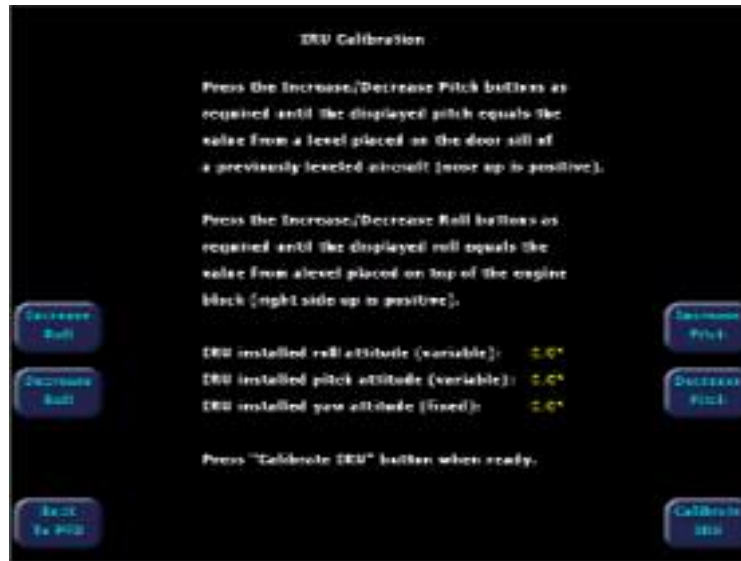 IRU Calibration
Press the Increase/Decrease Pitch buttons as
required until the displayed pitch equals the
value from a level placed on the door sill of
a previously leveled aircraft (nose up is positive).
Press the Increase/Decrease Roll buttons as
required until the displayed roll equals the
value from alevel placed on top of the engine
block (right side up is positive).
Roll
Pitch
IRU installed roll attitude (variable):
IRU installed pitch attitude (variable):
IRU installed yaw attitude (fixed):
Decrease
Roll
Decrease
Pitch
Press "Calibrate IRU" button when ready.
To PFD
Calibrate
IRU